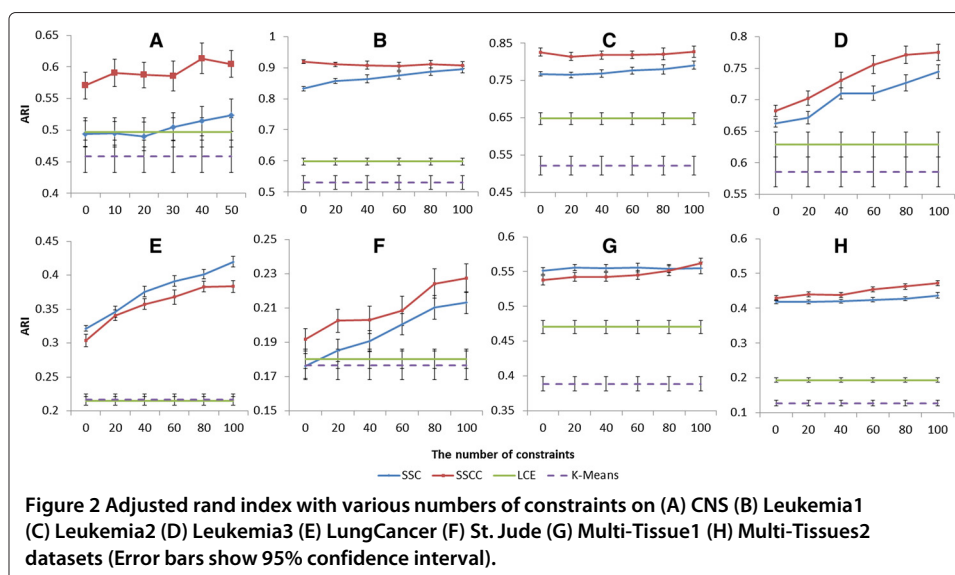 A
ARI
0.65
0.6
0.55
0.5
0.45
0.4
0 10 20 30 40 50
B
1
0.9
0.8
0.7
0.6
0.5
0 20 40 60 80 100
C
0.85
0.75
0.65
0.55
0.45
0 20 40 60 80 100
D
0.8
0.75
0.7
0.65
0.6
0.55
0 20 40 60 80 100
E
ARI
0.45
0.4
0.35
0.3
0.25
0.2
0 20 40 60 80 100
F
0.25
0.23
0.21
0.19
0.17
0.15
0 20 40 60 80 100
G
0.6
0.55
0.5
0.45
0.4
0.35
0 20 40 60 80 100
H
0.6
0.5
0.4
0.3
0.2
0.1
0 20 40 60 80 100
The number of constraints
SSC SSCC LCE K-Means
Figure 2 Adjusted rand index with various numbers of constraints on (A) CNS (B) Leukemia1
(C) Leukemia2 (D) Leukemia3 (E) LungCancer (F) St. Jude (G) Multi-Tissue1 (H) Multi-Tissues2
datasets (Error bars show 95% confidence interval).